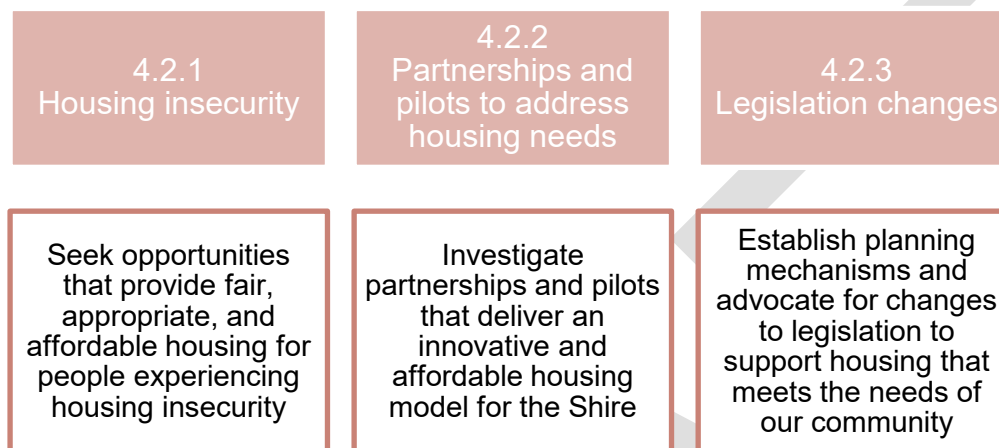 4.2.1
Housing insecurity
4.2.2
Partnerships and
pilots to address
housing needs
4.2.3
Legislation changes
Seek opportunities
that provide fair,
appropriate, and
affordable housing for
people experiencing
housing insecurity
Investigate
partnerships and pilots
that deliver an
innovative and
affordable housing
model for the Shire
Establish planning
mechanisms and
advocate for changes
to legislation to
support housing that
meets the needs of
our community